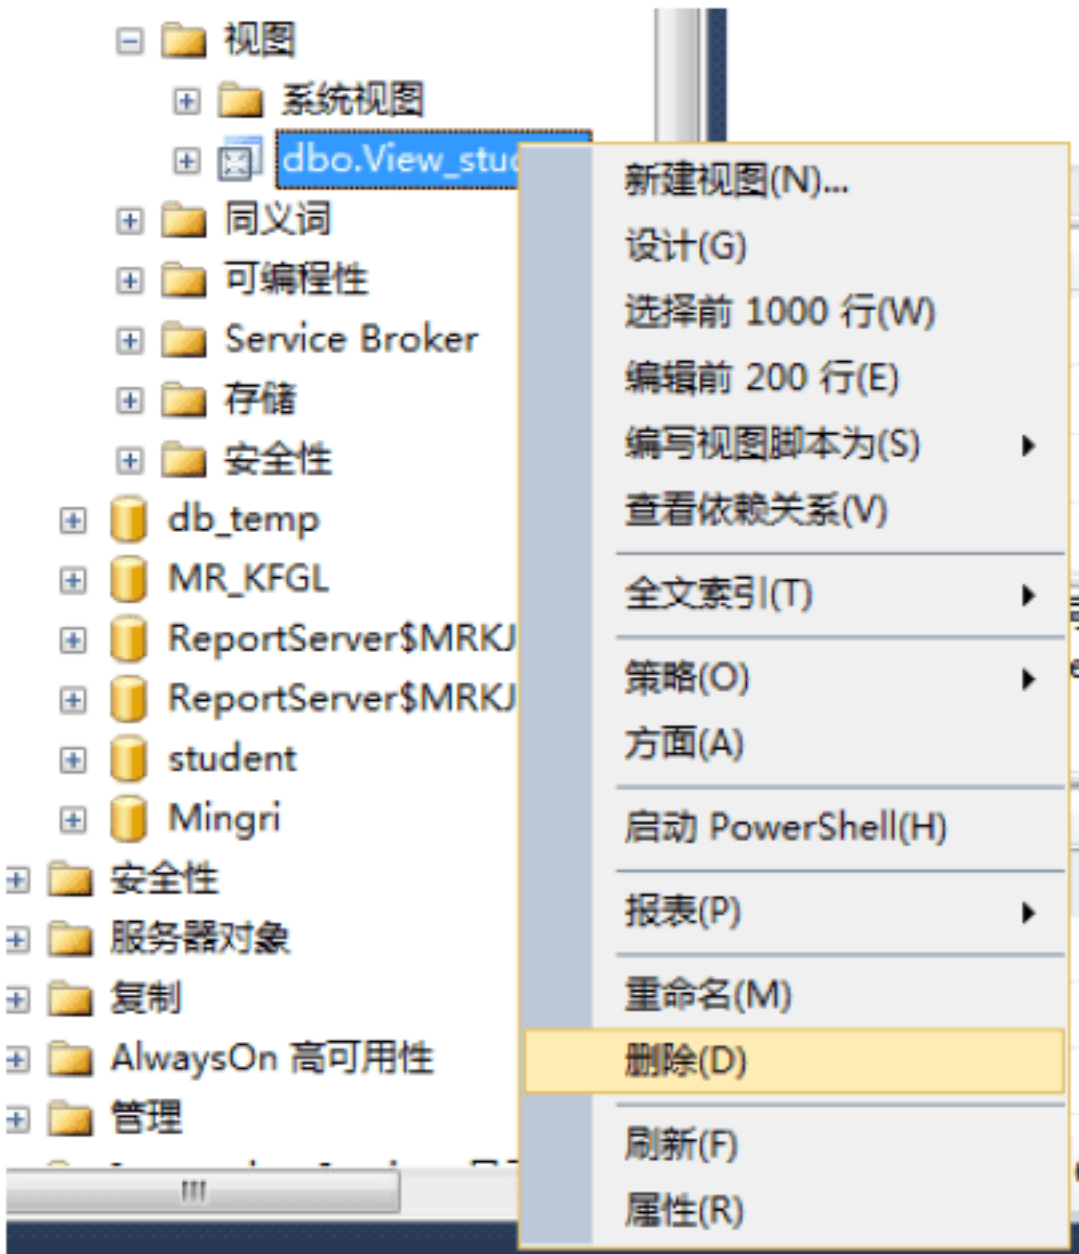 视图
系统视图
dbo.View_stu
同义词
可编程性
Service Broker
存储
安全性
db_temp
MR_KFGL
ReportServer$MRKJ
ReportServer$MRKJ
student
Mingri
安全性
服务器对象
复制
AlwaysOn 高可用性
管理
新建视图(N)...
设计(G)
选择前 1000 行(W)
编辑前 200 行(E)
编写视图脚本为(S)
查看依赖关系(V)
全文索引(T)
策略(O)
方面(A)
启动 PowerShell(H)
报表(P)
重命名(M)
删除(D)
刷新(F)
属性(R)